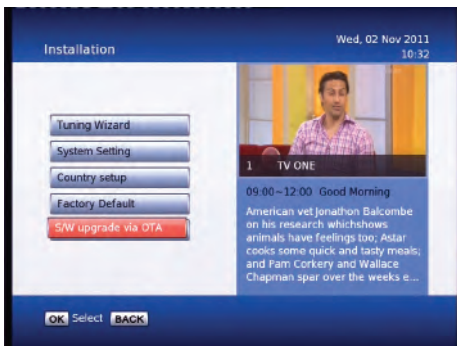 Installation
Wed, 02 Nov 2011
10:32
Tuning Wizard
System Setting
Country setup
Factory Default
S/W upgrade via OTA
1 TV ONE
09:00~12:00 Good Morning
American vet Jonathon Balcombe
on his research whichshows
animals have feelings too; Astar
cooks some quick and tasty meals;
and Pam Corkery and Wallace
Chapman spar over the weeks e...
OK Select BACK